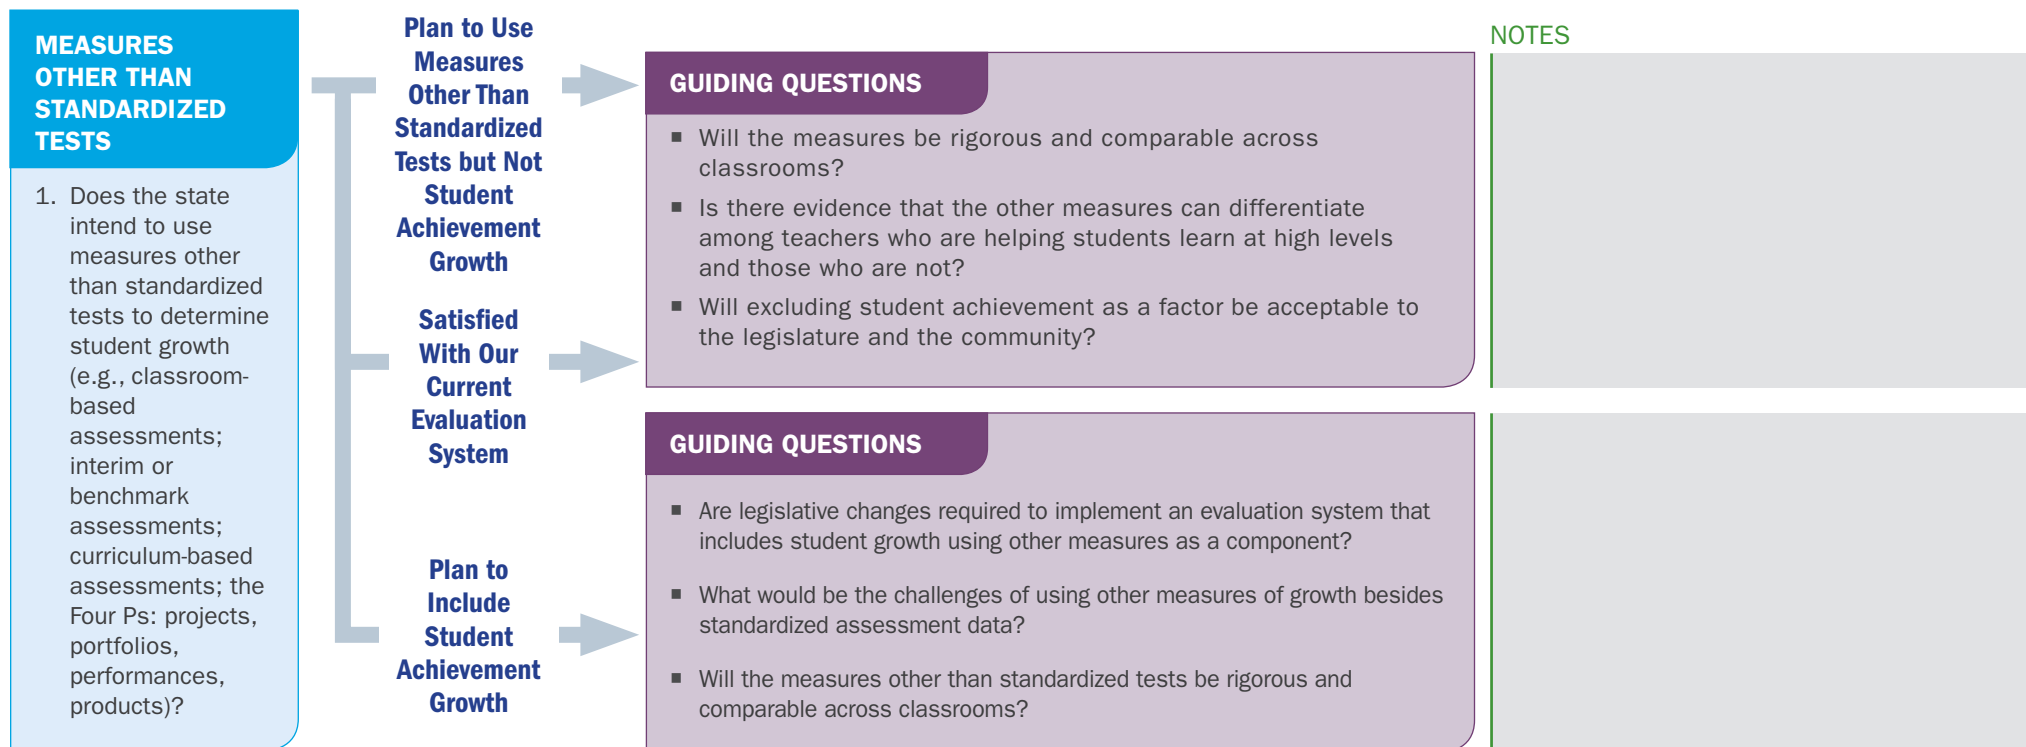 MEASURES
OTHER THAN
STANDARDIZED
TESTS
1. Does the state
intend to use
measures other
than standardized
tests to determine
student growth
(e.g., classroom-
based
assessments;
interim or
benchmark
assessments;
curriculum-based
assessments; the
Four Ps: projects,
portfolios,
performances,
products)?
Plan to Use
Measures
Other Than
Standardized
Tests but Not
Student
Achievement
Growth
Satisfied
With Our
Current
Evaluation
System
Plan to
Include
Student
Achievement
Growth
GUIDING QUESTIONS
■ Will the measures be rigorous and comparable across
classrooms?
■ Is there evidence that the other measures can differentiate
among teachers who are helping students learn at high levels
and those who are not?
■ Will excluding student achievement as a factor be acceptable to
the legislature and the community?
GUIDING QUESTIONS
■ Are legislative changes required to implement an evaluation system that
includes student growth using other measures as a component?
■ What would be the challenges of using other measures of growth besides
standardized assessment data?
■ Will the measures other than standardized tests be rigorous and
comparable across classrooms?
NOTES